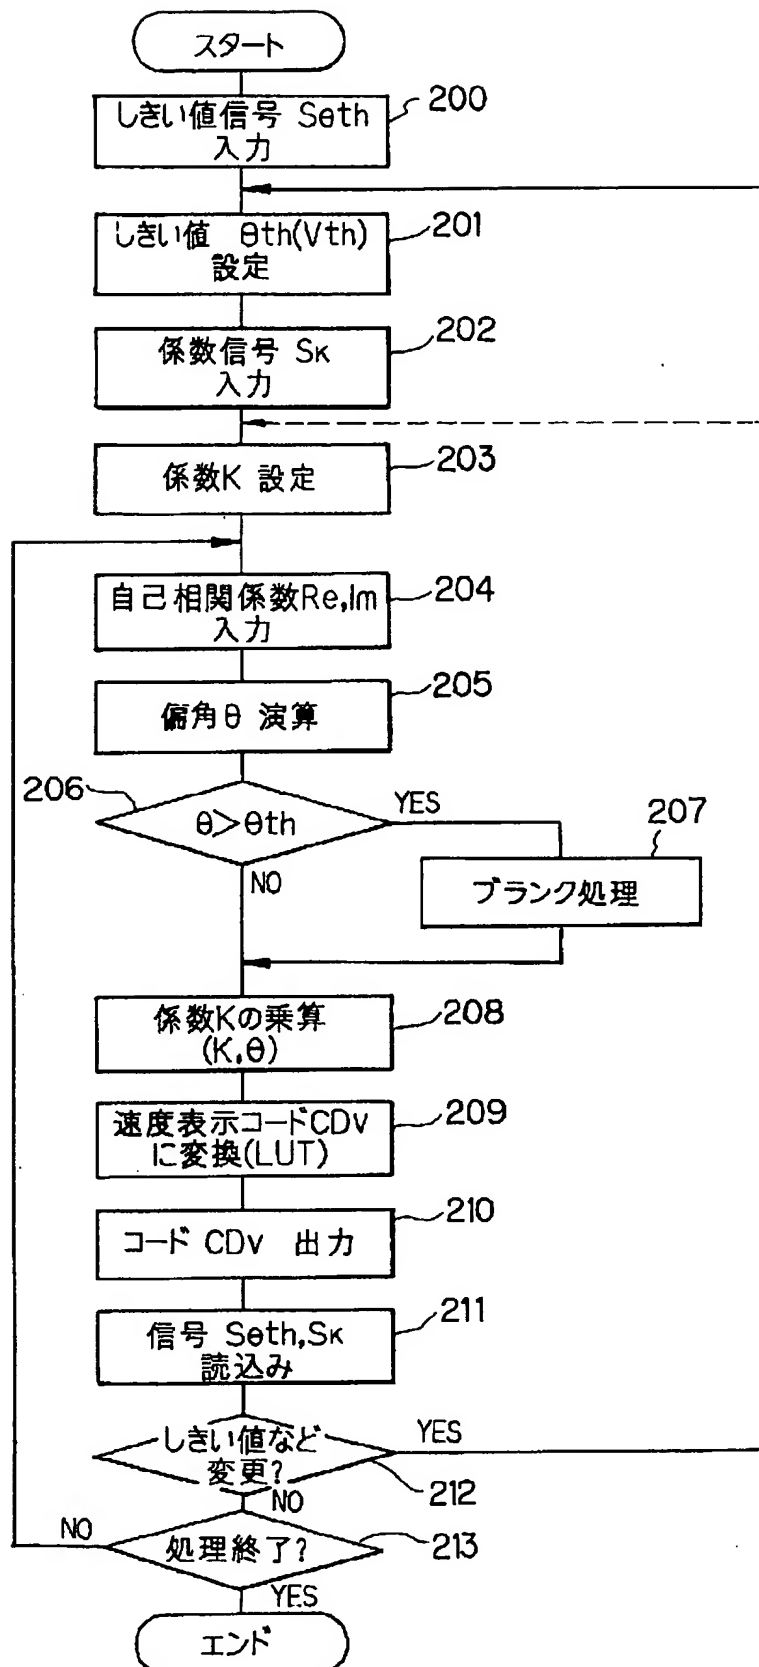 スタート
しきい値信号 Sθth
入力
200
しきい値 θth(Vth)
設定
201
係数信号 SK
入力
202
係数K 設定
203
自己相関係数Re,Im
入力
204
偏角θ 演算
205
206
θ>θth
YES
NO
207
ブランク処理
係数Kの乗算
(K,θ)
208
速度表示コードCDv
に変換(LUT)
209
コード CDv 出力
210
信号 Sθth,SK
読込み
211
しきい値など
変更?
YES
212
NO
NO
処理終了?
213
YES
エンド